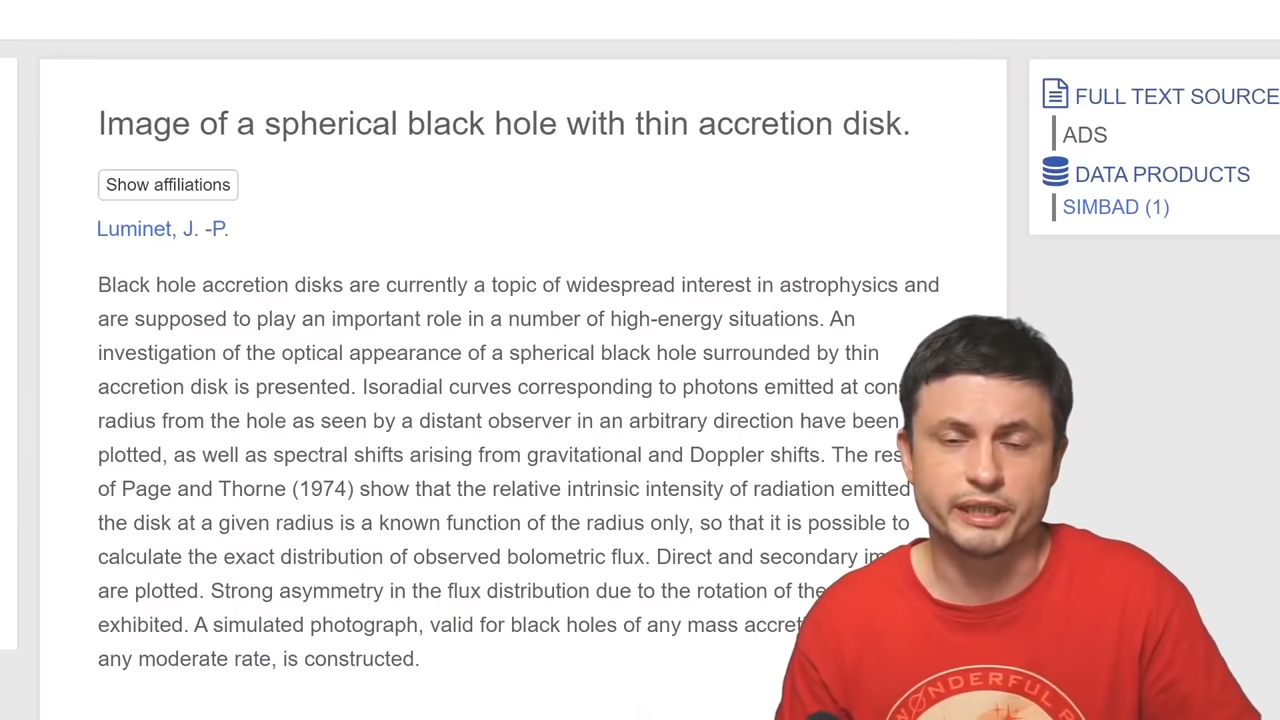 Image of a spherical black hole with thin accretion disk.
Show affiliations
Luminet, J. -P.
Black hole accretion disks are currently a topic of widespread interest in astrophysics and
are supposed to play an important role in a number of high-energy situations. An
investigation of the optical appearance of a spherical black hole surrounded by thin
accretion disk is presented. Isoradial curves corresponding to photons emitted at
radius from the hole as seen by a distant observer in an arbitrary direction have been
plotted, as well as spectral shifts arising from gravitational and Doppler shifts. The
of Page and Thorne (1974) show that the relative intrinsic intensity of radiation emitted
the disk at a given radius is a known function of the radius only, so that it is possible to
calculate the exact distribution of observed bolometric flux. Direct and secondary
are plotted. Strong asymmetry in the flux distribution due to the rotation of the
exhibited. A simulated photograph, valid for black holes of any mass
any moderate rate, is constructed.
FULL TEXT SOURCE
ADS
DATA PRODUCTS
SIMBAD (1)
WONDERFUL